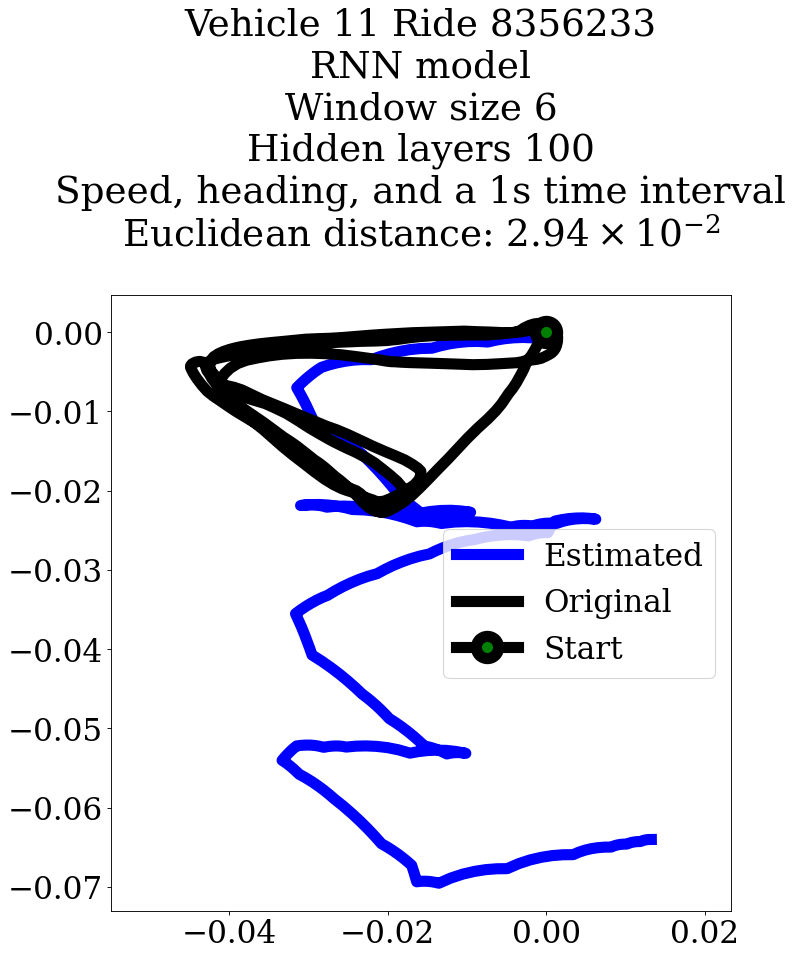 Vehicle 11 Ride 8356233
RNN model
Window size 6
Hidden layers 100
Speed, heading, and a 1s time interval
Euclidean distance: 2.94 × 10⁻²
0.00
−0.01
−0.02
−0.03
−0.04
−0.05
−0.06
−0.07
Estimated
Original
Start
−0.04 −0.02 0.00 0.02